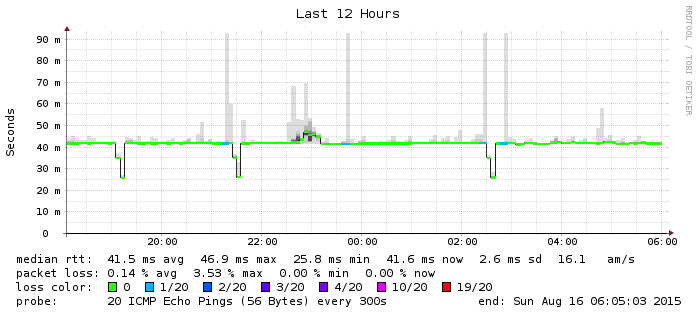 Last 12 Hours
RRDTOOL / TOBI OETIKER
Seconds
90 m
80 m
70 m
60 m
50 m
40 m
30 m
20 m
10 m
0
20:00 22:00 00:00 02:00 04:00 06:00
median rtt: 41.5 ms avg 46.9 ms max 25.8 ms min 41.6 ms now 2.6 ms sd 16.1 am/s
packet loss: 0.14 % avg 3.53 % max 0.00 % min 0.00 % now
loss color: 0 1/20 2/20 3/20 4/20 10/20 19/20
probe: 20 ICMP Echo Pings (56 Bytes) every 300s end: Sun Aug 16 06:05:03 2015